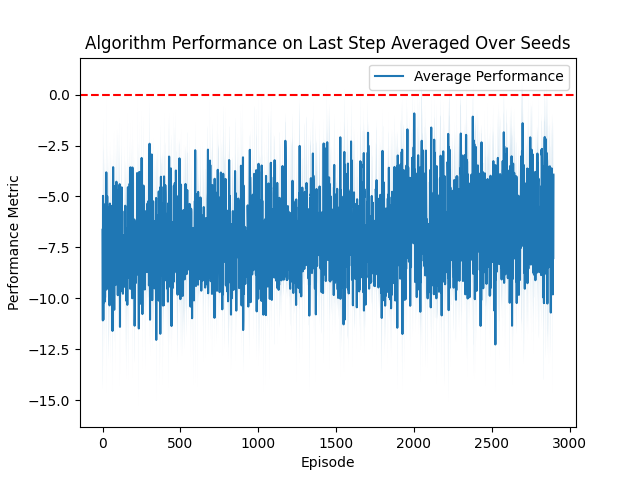 Algorithm Performance on Last Step Averaged Over Seeds
Average Performance
0.0
−2.5
−5.0
−7.5
−10.0
−12.5
−15.0
Performance Metric
0 500 1000 1500 2000 2500 3000
Episode